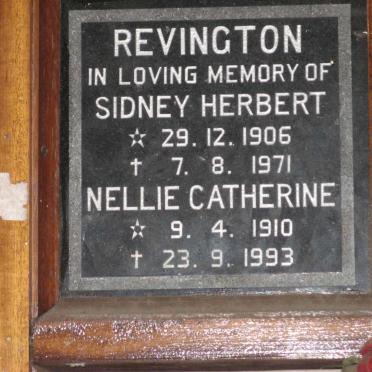 REVINGTON
IN LOVING MEMORY OF
SIDNEY HERBERT
☆ 29. 12. 1906
† 7. 8. 1971
NELLIE CATHERINE
☆ 9. 4. 1910
† 23. 9. 1993